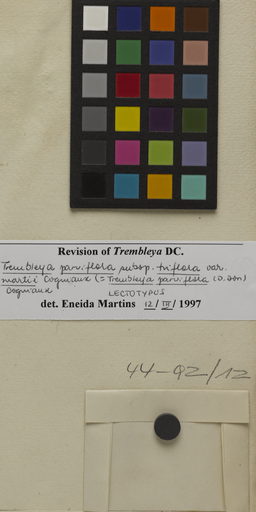 Revision of Trembleya DC.
Trembleya parviflora subsp. triflora var.
martii Cogniaux (= Trembleya parviflora (D. Don)
Cogniaux
LECTOTYPUS
det. Eneida Martins 12/III/1997
44-92/12